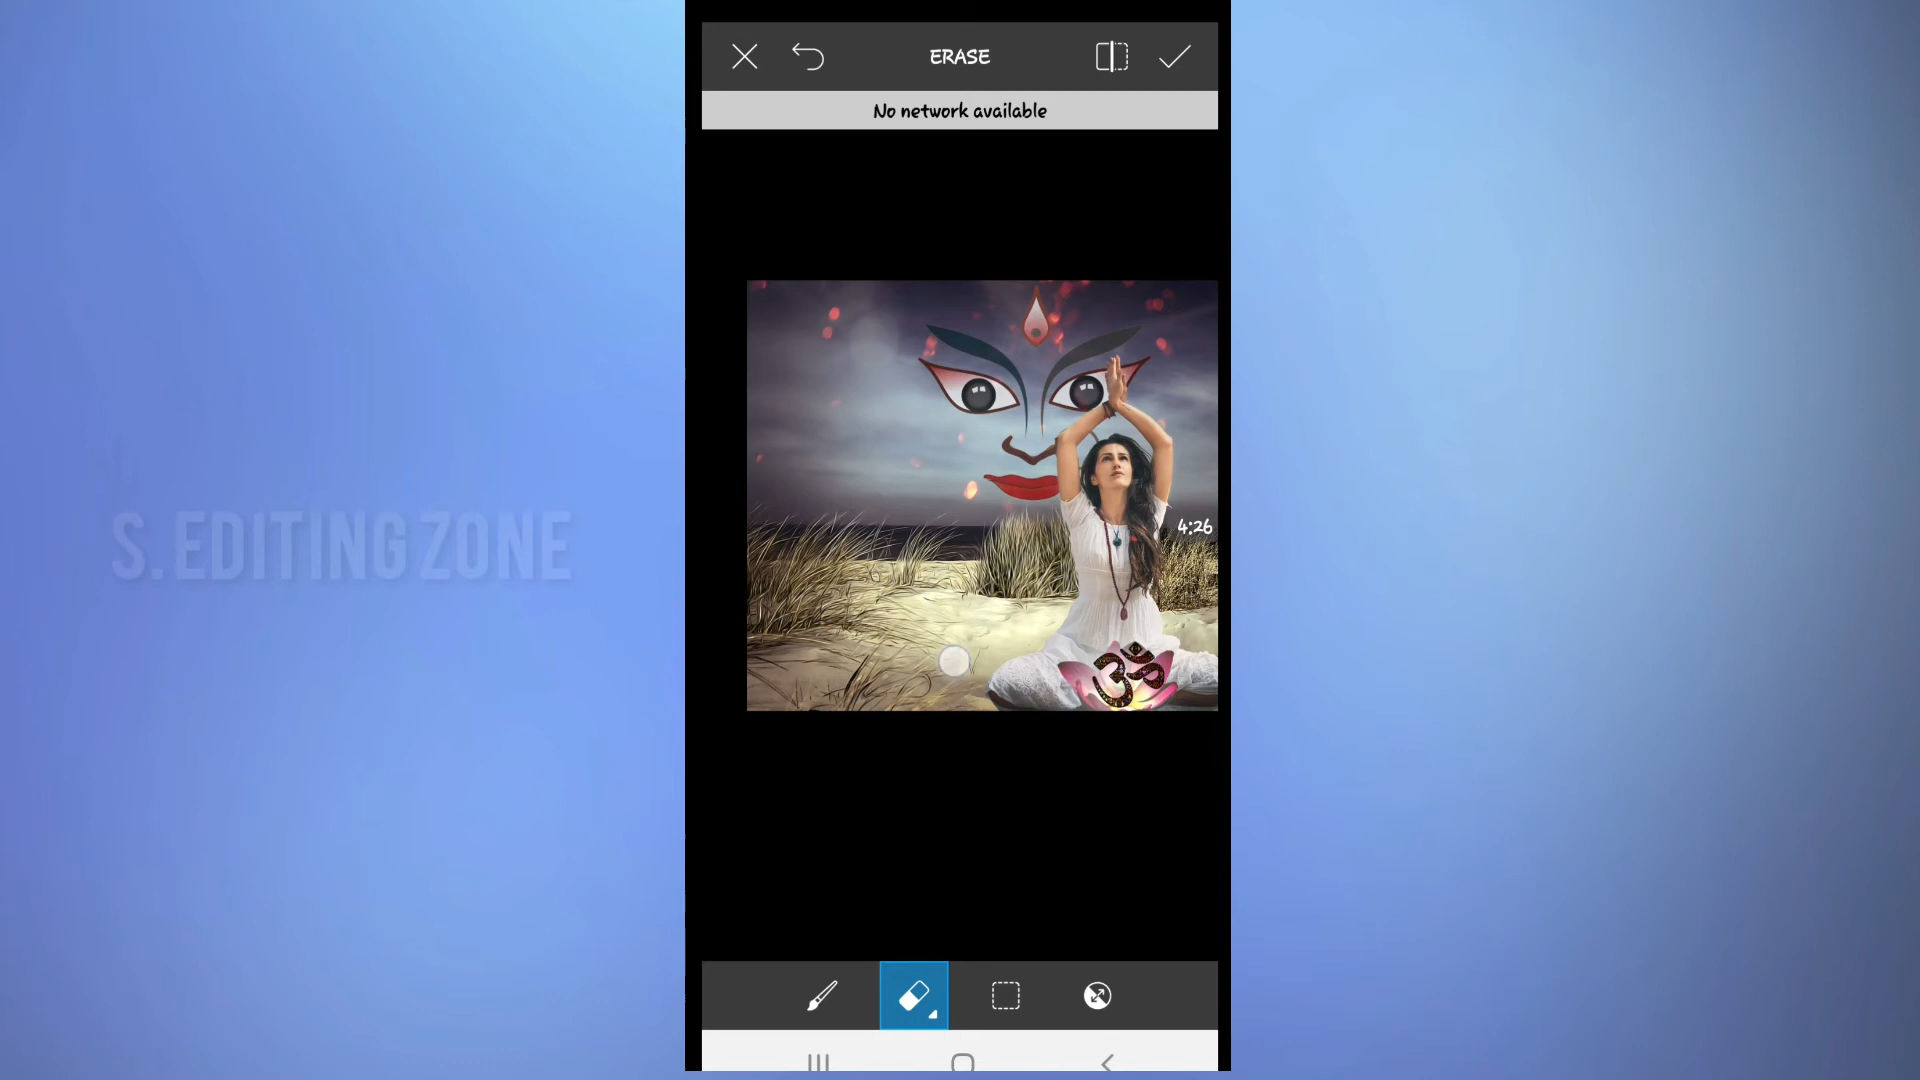 ERASE
No network available
4:26
S. EDITING ZONE
ॐ